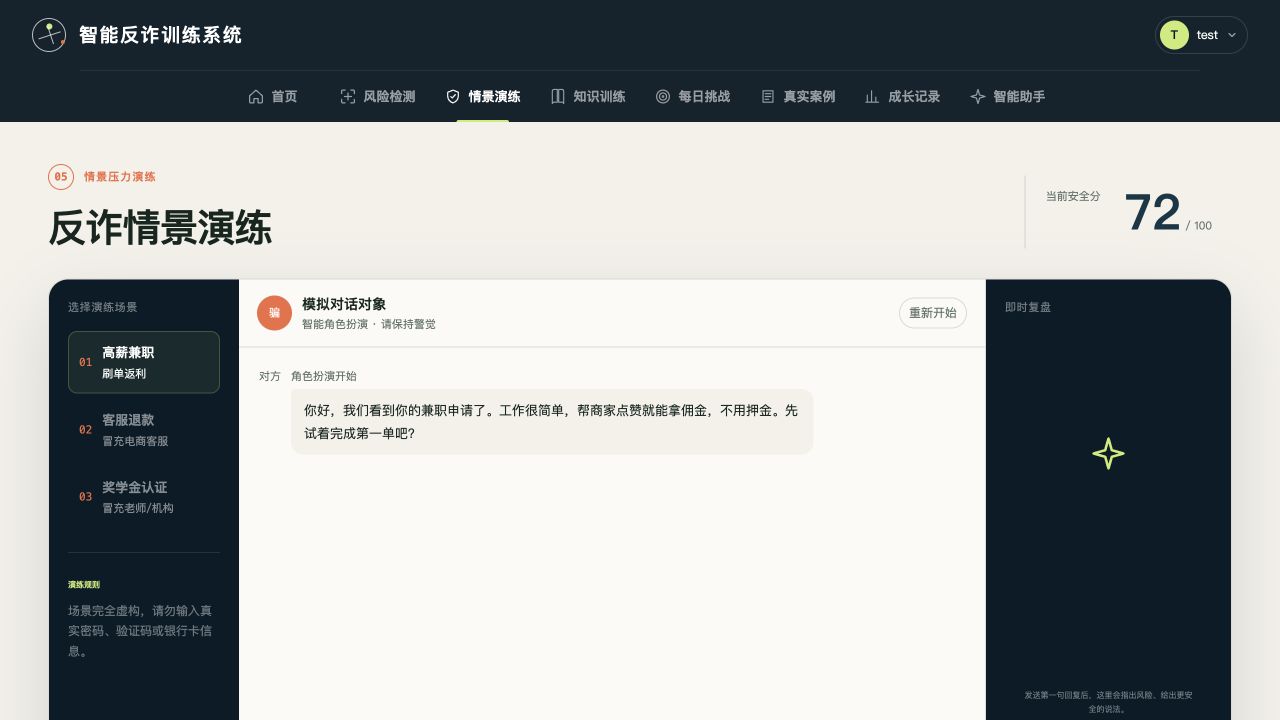 智能反诈训练系统
T test
首页 风险检测 情景演练 知识训练 每日挑战 真实案例 成长记录 智能助手
05 情景压力演练
反诈情景演练
当前安全分 72 / 100
选择演练场景
01 高薪兼职
刷单返利
02 客服退款
冒充电商客服
03 奖学金认证
冒充老师/机构
演练规则
场景完全虚构，请勿输入真
实密码、验证码或银行卡信
息。
骗 模拟对话对象
智能角色扮演 · 请保持警觉
重新开始
对方 角色扮演开始
你好，我们看到你的兼职申请了。工作很简单，帮商家点赞就能拿佣金，不用押金。先
试着完成第一单吧？
即时复盘
发送第一句回复后，这里会指出风险、给出更安
全的说法。